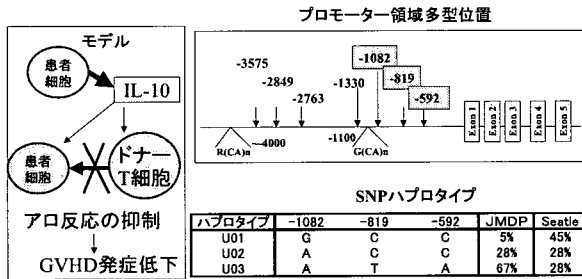 モデル
患者
細胞
IL-10
患者
細胞
ドナー
T細胞
アロ反応の抑制
GVHD発症低下
プロモーター領域多型位置
-3575
-2849
-2763
-1330
-1082
-819
-592
~-4000
-1100
R(CA)n
G(CA)n
Exon 1
Exon 2
Exon 3
Exon 4
Exon 5
SNPハプロタイプ
ハプロタイプ -1082 -819 -592 JMDP Seatle
U01 G C C 5% 45%
U02 A C C 28% 28%
U03 A T A 67% 28%